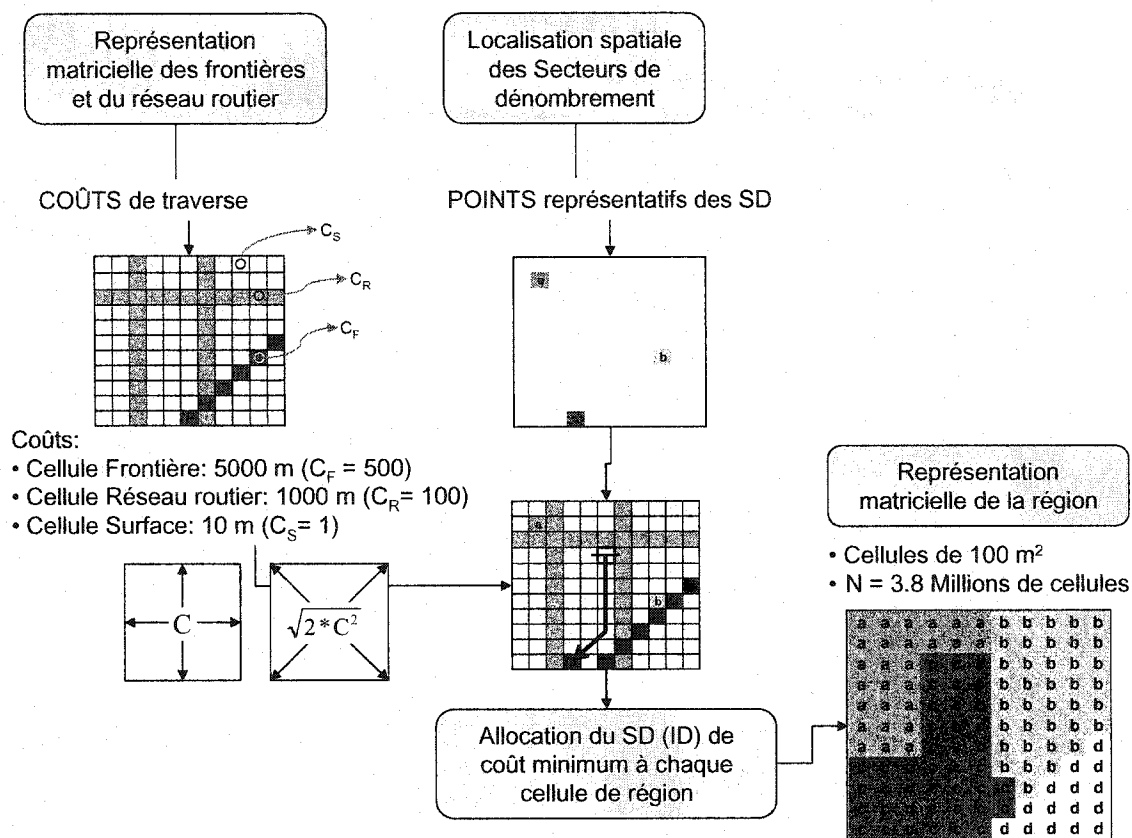 Représentation
matricielle des frontières
et du réseau routier
Localisation spatiale
des Secteurs de
dénombrement
COÛTS de traverse
POINTS représentatifs des SD
C_S
C_R
C_F
b
Coûts:
• Cellule Frontière: 5000 m (C_F = 500)
• Cellule Réseau routier: 1000 m (C_R= 100)
• Cellule Surface: 10 m (C_S= 1)
C
√2 * C²
a
b
Représentation
matricielle de la région
• Cellules de 100 m²
• N = 3.8 Millions de cellules
Allocation du SD (ID) de
coût minimum à chaque
cellule de région
a a a a a a b b b b b
a a a a a a b b b b b
a a a b b b b b
a a a b b b b b
a a a b b b b b
a a a b b b b b
a a a b b b b d
b b d d d
b d d d
d d d d
d d d d d